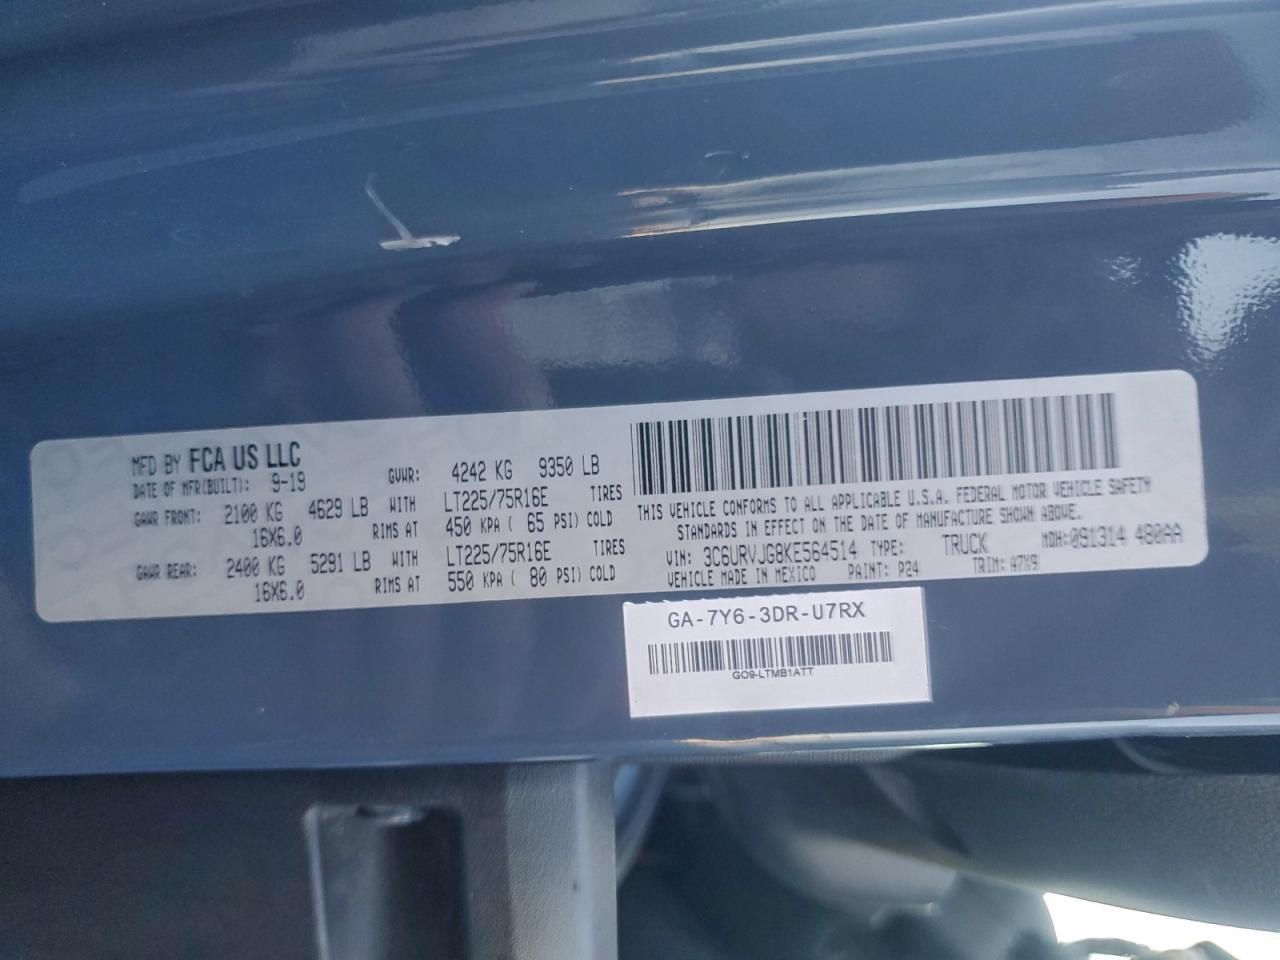 MFD BY FCA US LLC
DATE OF MFR(BUILT): 9-19
GVWR: 4242 KG 9350 LB
GAWR FRONT: 2100 KG 4629 LB WITH LT225/75R16E TIRES
16X6.0 RIMS AT 450 KPA ( 65 PSI) COLD
GAWR REAR: 2400 KG 5291 LB WITH LT225/75R16E TIRES
16X6.0 RIMS AT 550 KPA ( 80 PSI) COLD
THIS VEHICLE CONFORMS TO ALL APPLICABLE U.S.A. FEDERAL MOTOR VEHICLE SAFETY
STANDARDS IN EFFECT ON THE DATE OF MANUFACTURE SHOWN ABOVE.
VIN: 3C6URVJG8KE564514 TYPE: TRUCK MDH:091314 480AA
VEHICLE MADE IN MEXICO PAINT: P24 TRIM: A7X9
GA-7Y6-3DR-U7RX
GO9-LTMB1ATT